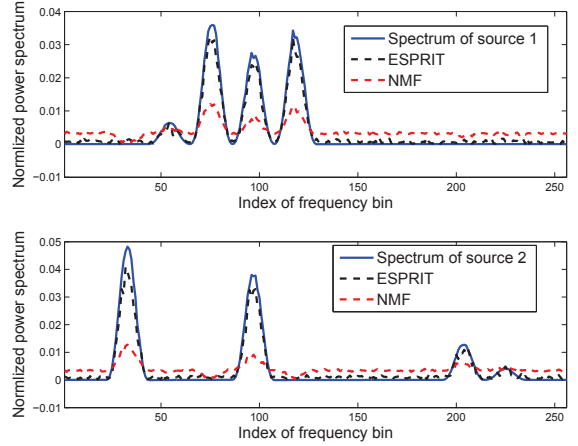 Normlized power spectrum
0.04
0.03
0.02
0.01
0
−0.01
Spectrum of source 1
ESPRIT
NMF
50
100
150
200
250
Index of frequency bin
Normlized power spectrum
0.05
0.04
0.03
0.02
0.01
0
−0.01
Spectrum of source 2
ESPRIT
NMF
50
100
150
200
250
Index of frequency bin